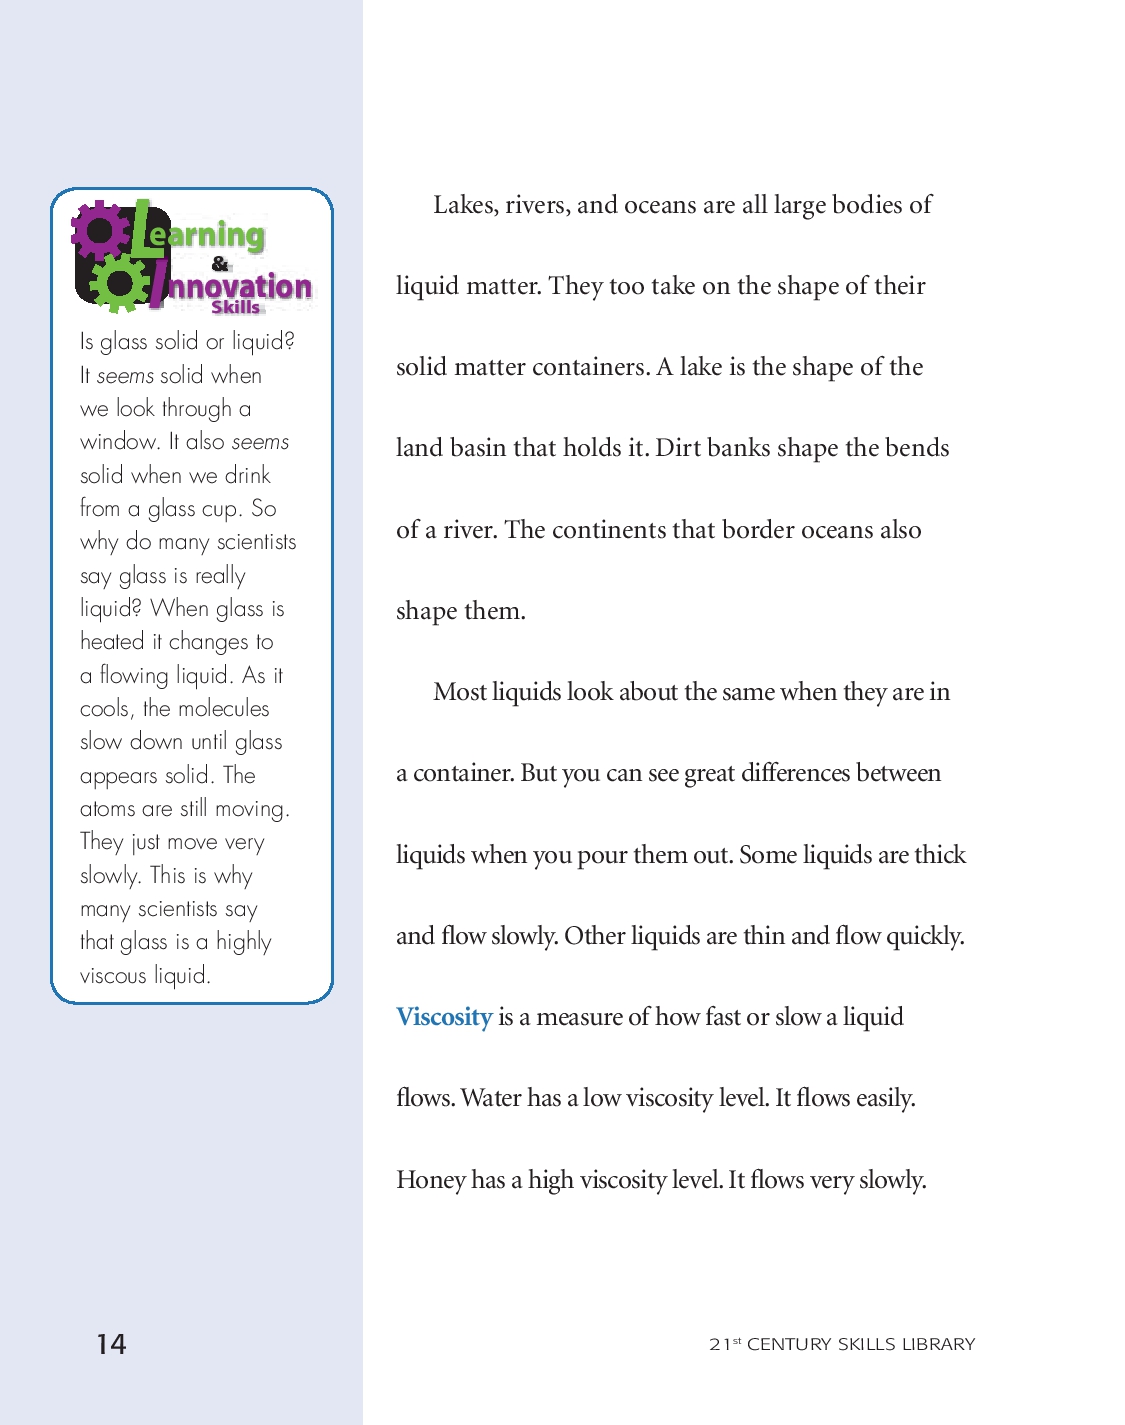 Learning
&
Innovation
Skills
Is glass solid or liquid?
It seems solid when
we look through a
window. It also seems
solid when we drink
from a glass cup. So
why do many scientists
say glass is really
liquid? When glass is
heated it changes to
a flowing liquid. As it
cools, the molecules
slow down until glass
appears solid. The
atoms are still moving.
They just move very
slowly. This is why
many scientists say
that glass is a highly
viscous liquid.
Lakes, rivers, and oceans are all large bodies of
liquid matter. They too take on the shape of their
solid matter containers. A lake is the shape of the
land basin that holds it. Dirt banks shape the bends
of a river. The continents that border oceans also
shape them.
Most liquids look about the same when they are in
a container. But you can see great differences between
liquids when you pour them out. Some liquids are thick
and flow slowly. Other liquids are thin and flow quickly.
Viscosity is a measure of how fast or slow a liquid
flows. Water has a low viscosity level. It flows easily.
Honey has a high viscosity level. It flows very slowly.
14
21st CENTURY SKILLS LIBRARY